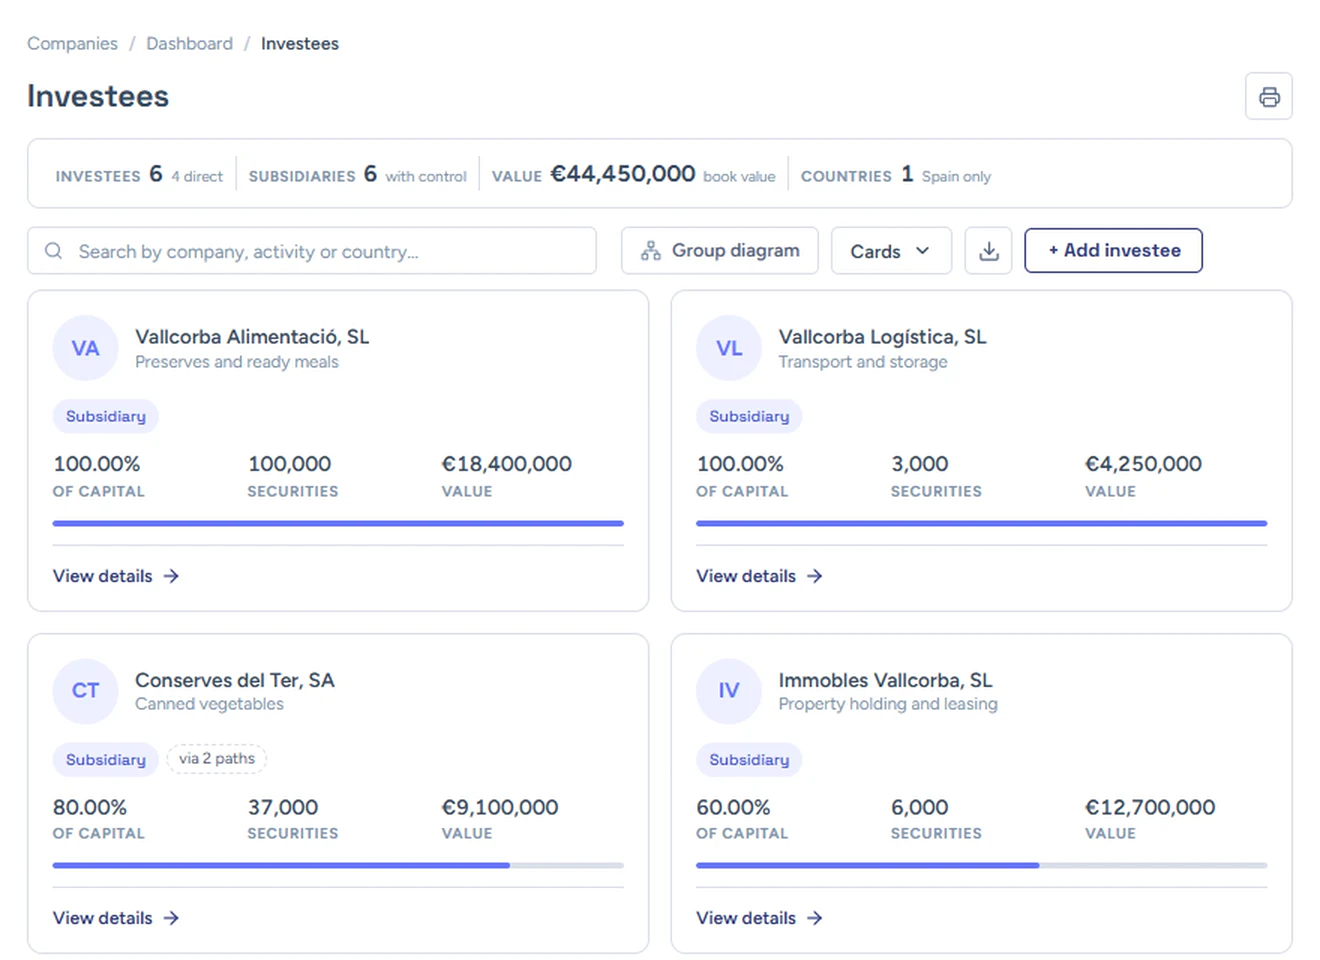 Companies / Dashboard / Investees
Investees
INVESTEES 6 4 direct SUBSIDIARIES 6 with control VALUE €44,450,000 book value COUNTRIES 1 Spain only
Search by company, activity or country... Group diagram Cards + Add investee
VA Vallcorba Alimentació, SL
Preserves and ready meals
Subsidiary
100.00% 100,000 €18,400,000
OF CAPITAL SECURITIES VALUE
View details →
VL Vallcorba Logística, SL
Transport and storage
Subsidiary
100.00% 3,000 €4,250,000
OF CAPITAL SECURITIES VALUE
View details →
CT Conserves del Ter, SA
Canned vegetables
Subsidiary via 2 paths
80.00% 37,000 €9,100,000
OF CAPITAL SECURITIES VALUE
View details →
IV Immobles Vallcorba, SL
Property holding and leasing
Subsidiary
60.00% 6,000 €12,700,000
OF CAPITAL SECURITIES VALUE
View details →